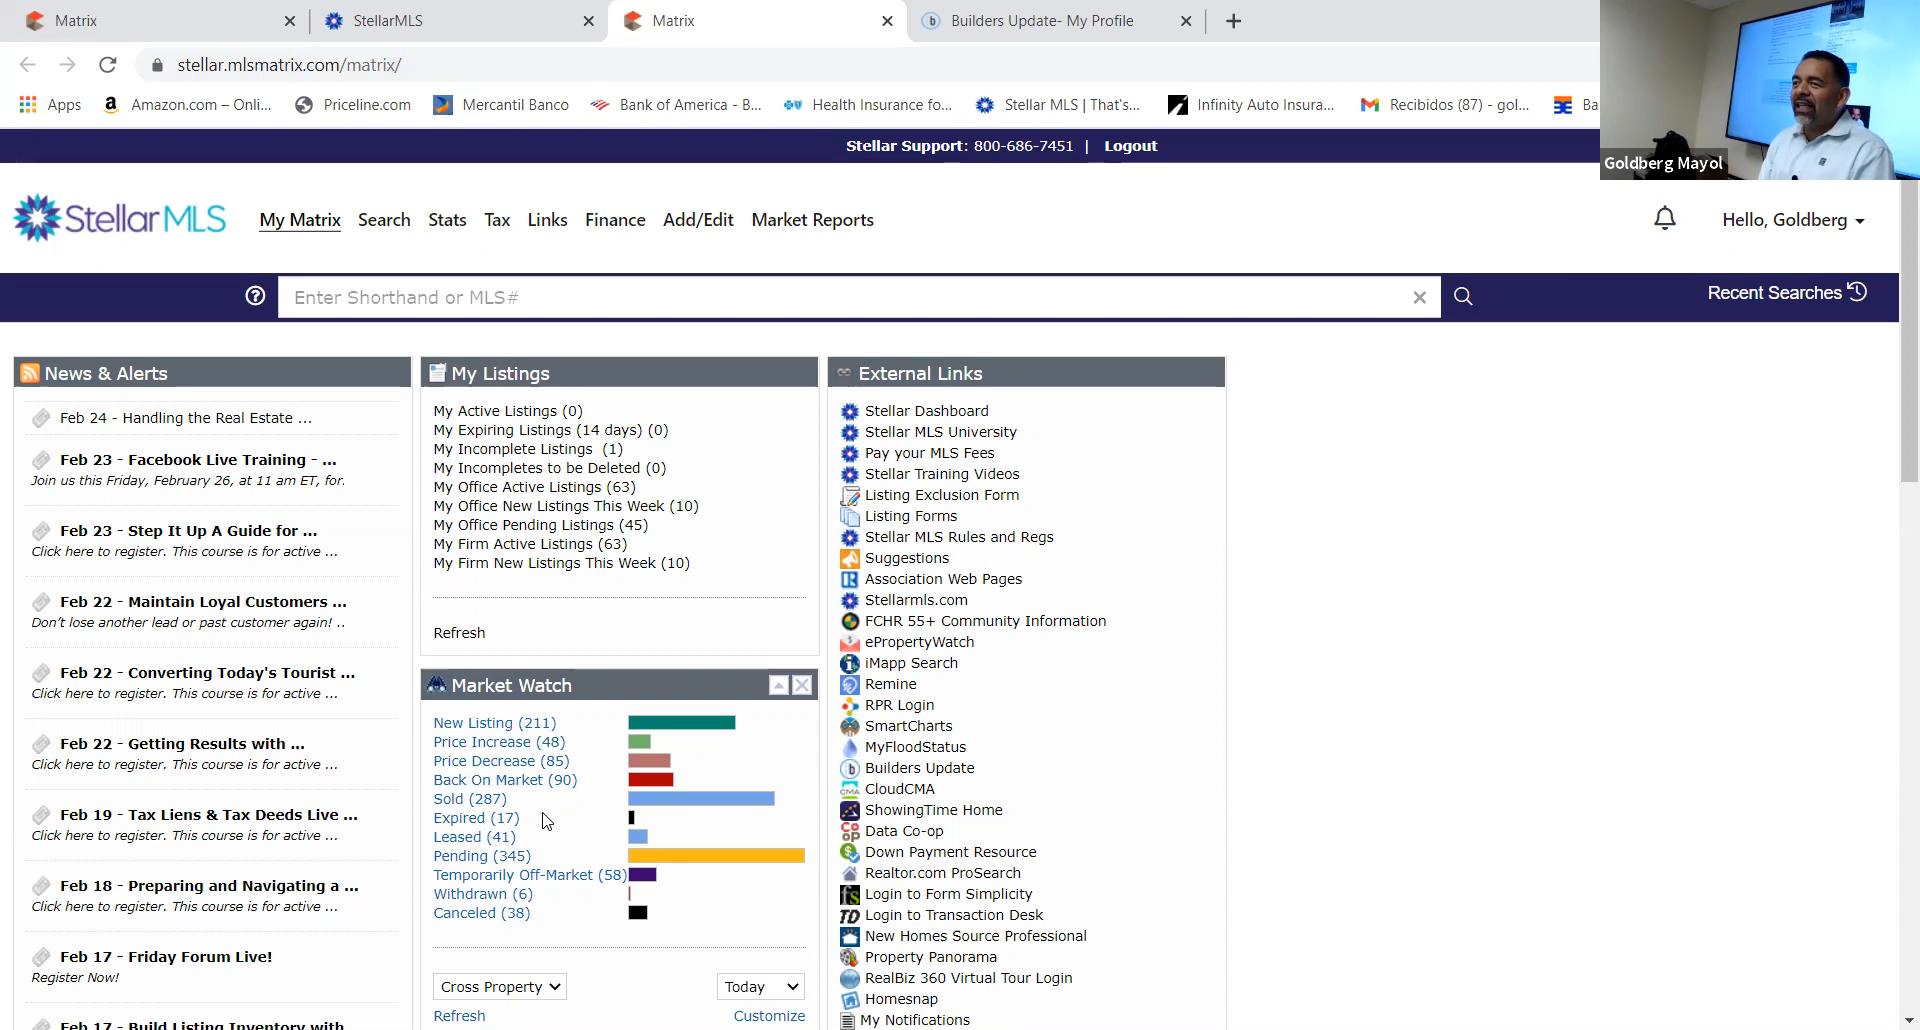 Matrix
StellarMLS
Matrix
Builders Update- My Profile
stellar.mlsmatrix.com/matrix/
Apps
Amazon.com – Onli...
Priceline.com
Mercantil Banco
Bank of America - B...
Health Insurance fo...
Stellar MLS | That's...
Infinity Auto Insura...
Recibidos (87) - gol...
Ba
Goldberg Mayol
Stellar Support: 800-686-7451 | Logout
StellarMLS
My Matrix Search Stats Tax Links Finance Add/Edit Market Reports
Hello, Goldberg
Enter Shorthand or MLS#
Recent Searches
News & Alerts
Feb 24 - Handling the Real Estate ...
Feb 23 - Facebook Live Training - ...
Join us this Friday, February 26, at 11 am ET, for.
Feb 23 - Step It Up A Guide for ...
Click here to register. This course is for active ...
Feb 22 - Maintain Loyal Customers ...
Don't lose another lead or past customer again! ..
Feb 22 - Converting Today's Tourist ...
Click here to register. This course is for active ...
Feb 22 - Getting Results with ...
Click here to register. This course is for active ...
Feb 19 - Tax Liens & Tax Deeds Live ...
Click here to register. This course is for active ...
Feb 18 - Preparing and Navigating a ...
Click here to register. This course is for active ...
Feb 17 - Friday Forum Live!
Register Now!
Feb 17 - Build Listing Inventory with
My Listings
My Active Listings (0)
My Expiring Listings (14 days) (0)
My Incomplete Listings (1)
My Incompletes to be Deleted (0)
My Office Active Listings (63)
My Office New Listings This Week (10)
My Office Pending Listings (45)
My Firm Active Listings (63)
My Firm New Listings This Week (10)
Refresh
Market Watch
New Listing (211)
Price Increase (48)
Price Decrease (85)
Back On Market (90)
Sold (287)
Expired (17)
Leased (41)
Pending (345)
Temporarily Off-Market (58)
Withdrawn (6)
Canceled (38)
Cross Property
Today
Refresh
Customize
External Links
Stellar Dashboard
Stellar MLS University
Pay your MLS Fees
Stellar Training Videos
Listing Exclusion Form
Listing Forms
Stellar MLS Rules and Regs
Suggestions
Association Web Pages
Stellarmls.com
FCHR 55+ Community Information
ePropertyWatch
iMapp Search
Remine
RPR Login
SmartCharts
MyFloodStatus
Builders Update
CloudCMA
ShowingTime Home
Data Co-op
Down Payment Resource
Realtor.com ProSearch
Login to Form Simplicity
Login to Transaction Desk
New Homes Source Professional
Property Panorama
RealBiz 360 Virtual Tour Login
Homesnap
My Notifications